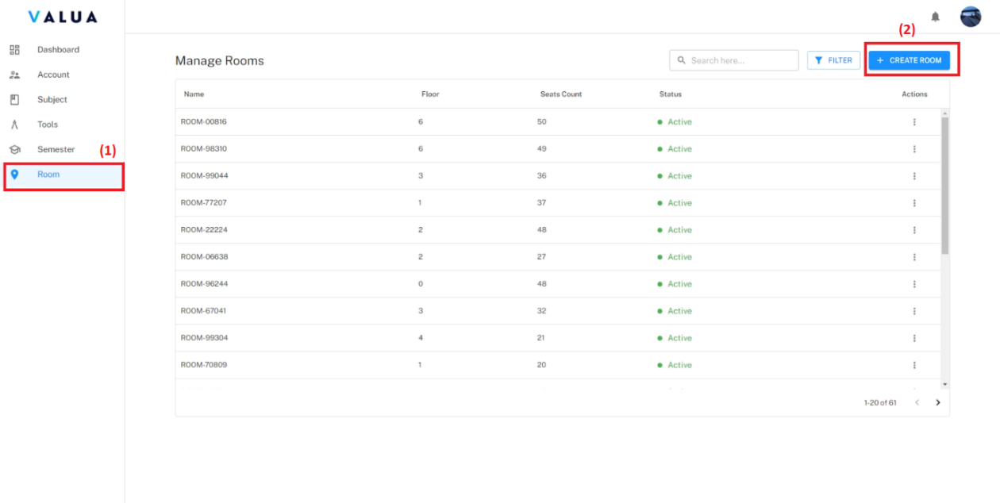 VALUA
(2)
Dashboard
Account
Subject
Tools
Semester
(1)
Room
Manage Rooms
Search here...
FILTER
+ CREATE ROOM
Name Floor Seats Count Status Actions
ROOM-00816 6 50 Active
ROOM-98310 6 49 Active
ROOM-99044 3 36 Active
ROOM-77207 1 37 Active
ROOM-22224 2 48 Active
ROOM-06638 2 27 Active
ROOM-96244 0 48 Active
ROOM-67041 3 32 Active
ROOM-99304 4 21 Active
ROOM-70809 1 20 Active
1-20 of 61